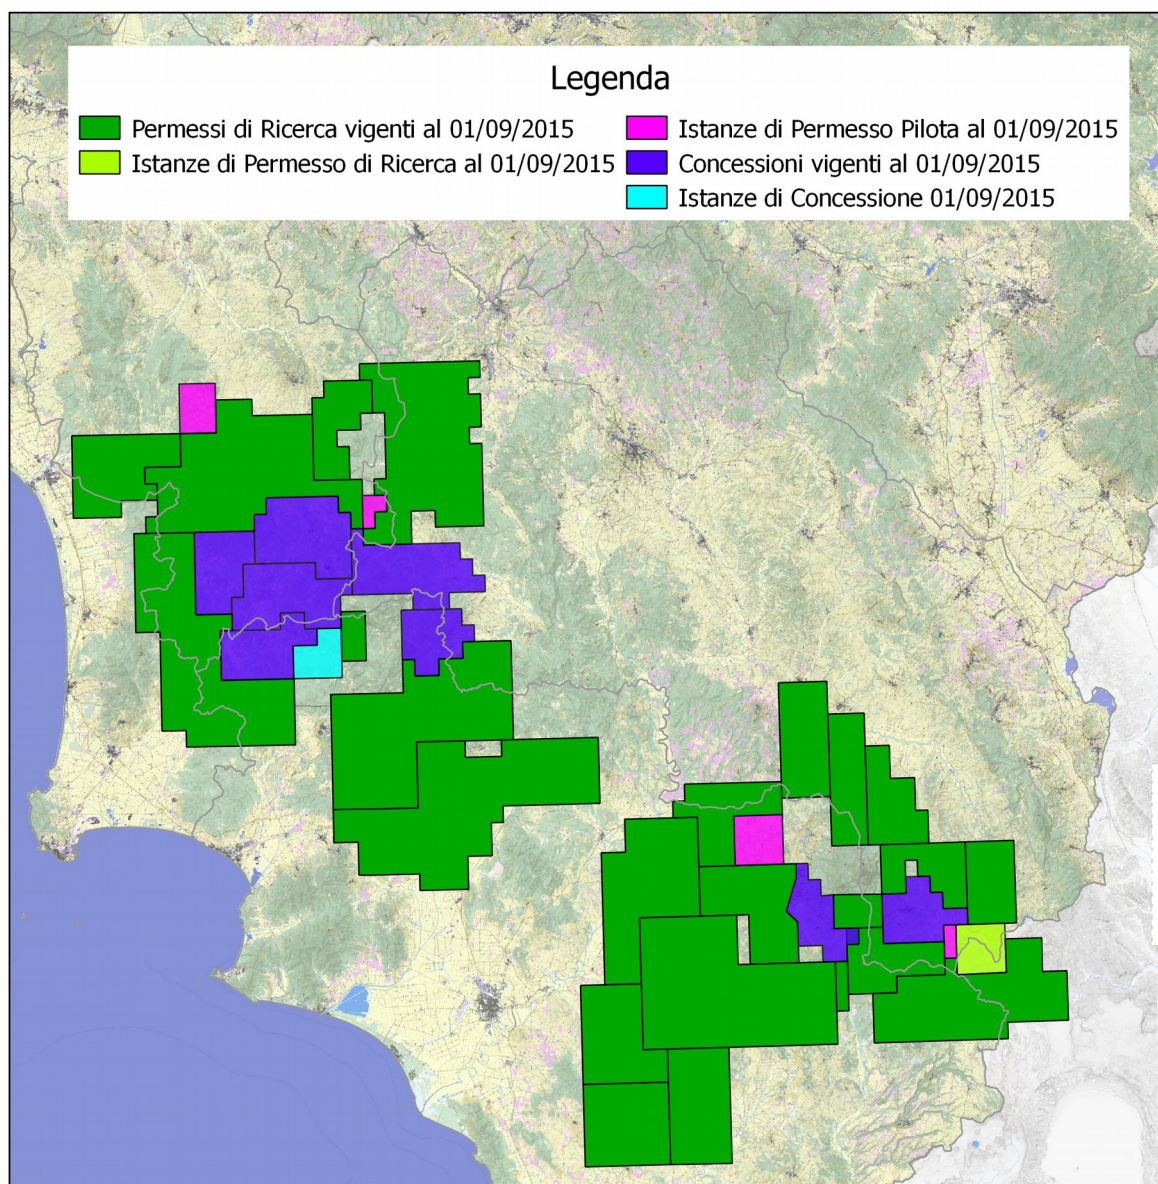 Legenda
Permessi di Ricerca vigenti al 01/09/2015
Istanze di Permesso di Ricerca al 01/09/2015
Istanze di Permesso Pilota al 01/09/2015
Concessioni vigenti al 01/09/2015
Istanze di Concessione 01/09/2015